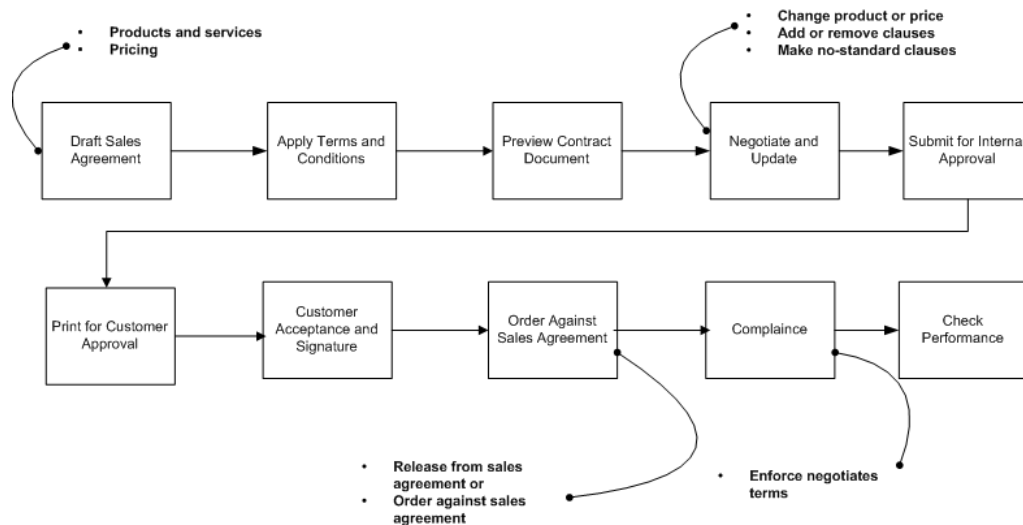 • Products and services
• Pricing
• Change product or price
• Add or remove clauses
• Make no-standard clauses
Draft Sales
Agreement
Apply Terms and
Conditions
Preview Contract
Document
Negotiate and
Update
Submit for Internal
Approval
Print for Customer
Approval
Customer
Acceptance and
Signature
Order Against
Sales Agreement
Complaince
Check
Performance
• Release from sales
agreement or
• Order against sales
agreement
• Enforce negotiates
terms